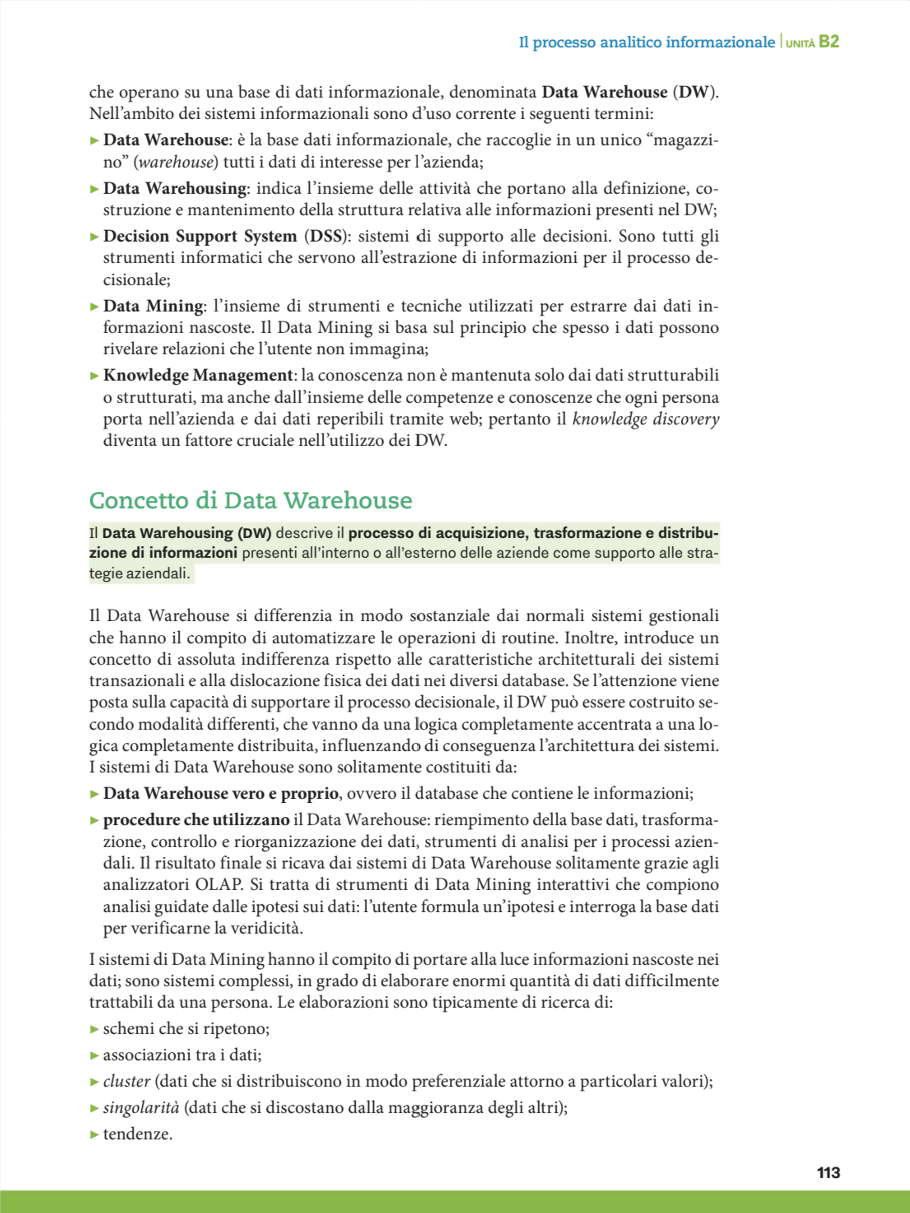 Il processo analitico informazionale | UNITÀ B2
che operano su una base di dati informazionale, denominata Data Warehouse (DW).
Nell’ambito dei sistemi informazionali sono d’uso corrente i seguenti termini:
▶ Data Warehouse: è la base dati informazionale, che raccoglie in un unico “magazzi-
no” (warehouse) tutti i dati di interesse per l’azienda;
▶ Data Warehousing: indica l’insieme delle attività che portano alla definizione, co-
struzione e mantenimento della struttura relativa alle informazioni presenti nel DW;
▶ Decision Support System (DSS): sistemi di supporto alle decisioni. Sono tutti gli
strumenti informatici che servono all’estrazione di informazioni per il processo de-
cisionale;
▶ Data Mining: l’insieme di strumenti e tecniche utilizzati per estrarre dai dati in-
formazioni nascoste. Il Data Mining si basa sul principio che spesso i dati possono
rivelare relazioni che l’utente non immagina;
▶ Knowledge Management: la conoscenza non è mantenuta solo dai dati strutturabili
o strutturati, ma anche dall’insieme delle competenze e conoscenze che ogni persona
porta nell’azienda e dai dati reperibili tramite web; pertanto il knowledge discovery
diventa un fattore cruciale nell’utilizzo dei DW.
Concetto di Data Warehouse
Il Data Warehousing (DW) descrive il processo di acquisizione, trasformazione e distribu-
zione di informazioni presenti all’interno o all’esterno delle aziende come supporto alle stra-
tegie aziendali.
Il Data Warehouse si differenzia in modo sostanziale dai normali sistemi gestionali
che hanno il compito di automatizzare le operazioni di routine. Inoltre, introduce un
concetto di assoluta indifferenza rispetto alle caratteristiche architetturali dei sistemi
transazionali e alla dislocazione fisica dei dati nei diversi database. Se l’attenzione viene
posta sulla capacità di supportare il processo decisionale, il DW può essere costruito se-
condo modalità differenti, che vanno da una logica completamente accentrata a una lo-
gica completamente distribuita, influenzando di conseguenza l’architettura dei sistemi.
I sistemi di Data Warehouse sono solitamente costituiti da:
▶ Data Warehouse vero e proprio, ovvero il database che contiene le informazioni;
▶ procedure che utilizzano il Data Warehouse: riempimento della base dati, trasforma-
zione, controllo e riorganizzazione dei dati, strumenti di analisi per i processi azien-
dali. Il risultato finale si ricava dai sistemi di Data Warehouse solitamente grazie agli
analizzatori OLAP. Si tratta di strumenti di Data Mining interattivi che compiono
analisi guidate dalle ipotesi sui dati: l’utente formula un’ipotesi e interroga la base dati
per verificarne la veridicità.
I sistemi di Data Mining hanno il compito di portare alla luce informazioni nascoste nei
dati; sono sistemi complessi, in grado di elaborare enormi quantità di dati difficilmente
trattabili da una persona. Le elaborazioni sono tipicamente di ricerca di:
▶ schemi che si ripetono;
▶ associazioni tra i dati;
▶ cluster (dati che si distribuiscono in modo preferenziale attorno a particolari valori);
▶ singolarità (dati che si discostano dalla maggioranza degli altri);
▶ tendenze.
113